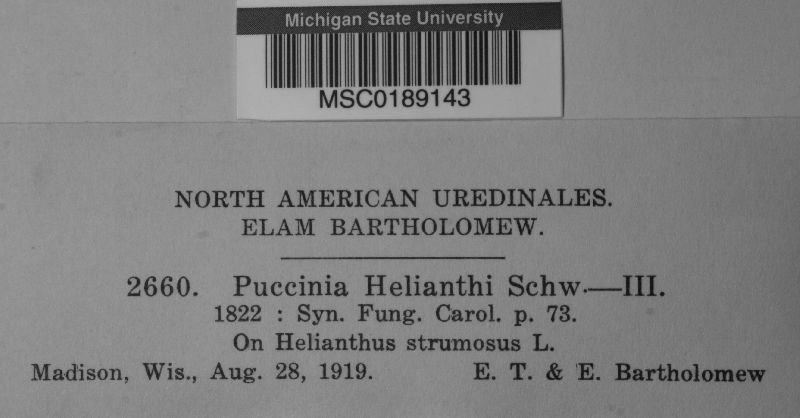 Michigan State University
MSC0189143
NORTH AMERICAN UREDINALES.
ELAM BARTHOLOMEW.
2660. Puccinia Helianthi Schw.—III.
1822 : Syn. Fung. Carol. p. 73.
On Helianthus strumosus L.
Madison, Wis., Aug. 28, 1919. E. T. & E. Bartholomew